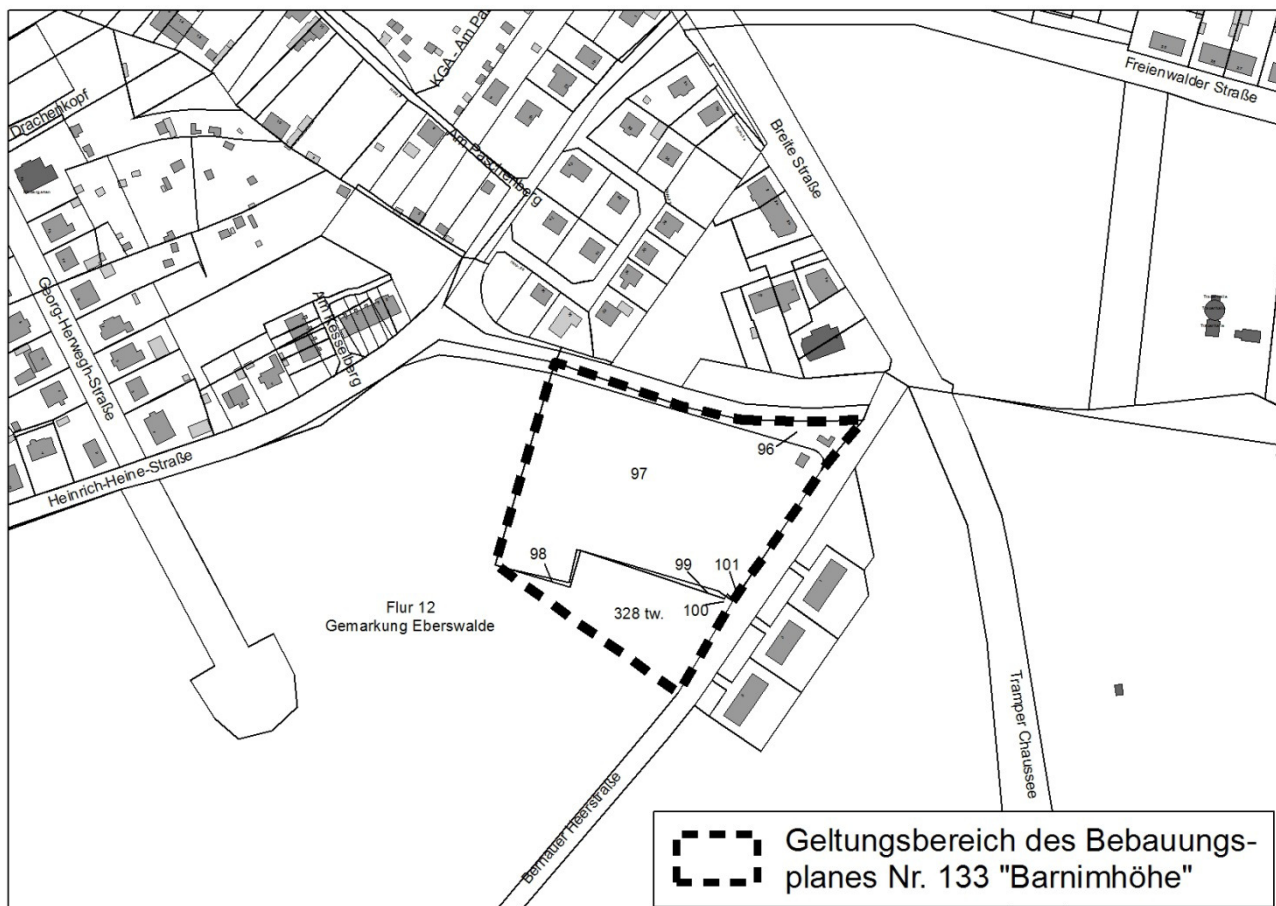 KGA - Am Pa
Freienwalder Straße
Drachenkopf
Am Paschenberg
Breite Straße
Georg-Herwegh-Straße
Am Kesselberg
Heinrich-Heine-Straße
96
97
98
99
101
100
328 tw.
Flur 12
Gemarkung Eberswalde
Tramper Chaussee
Bernauer Heerstraße
Geltungsbereich des Bebauungs-
planes Nr. 133 "Barnimhöhe"